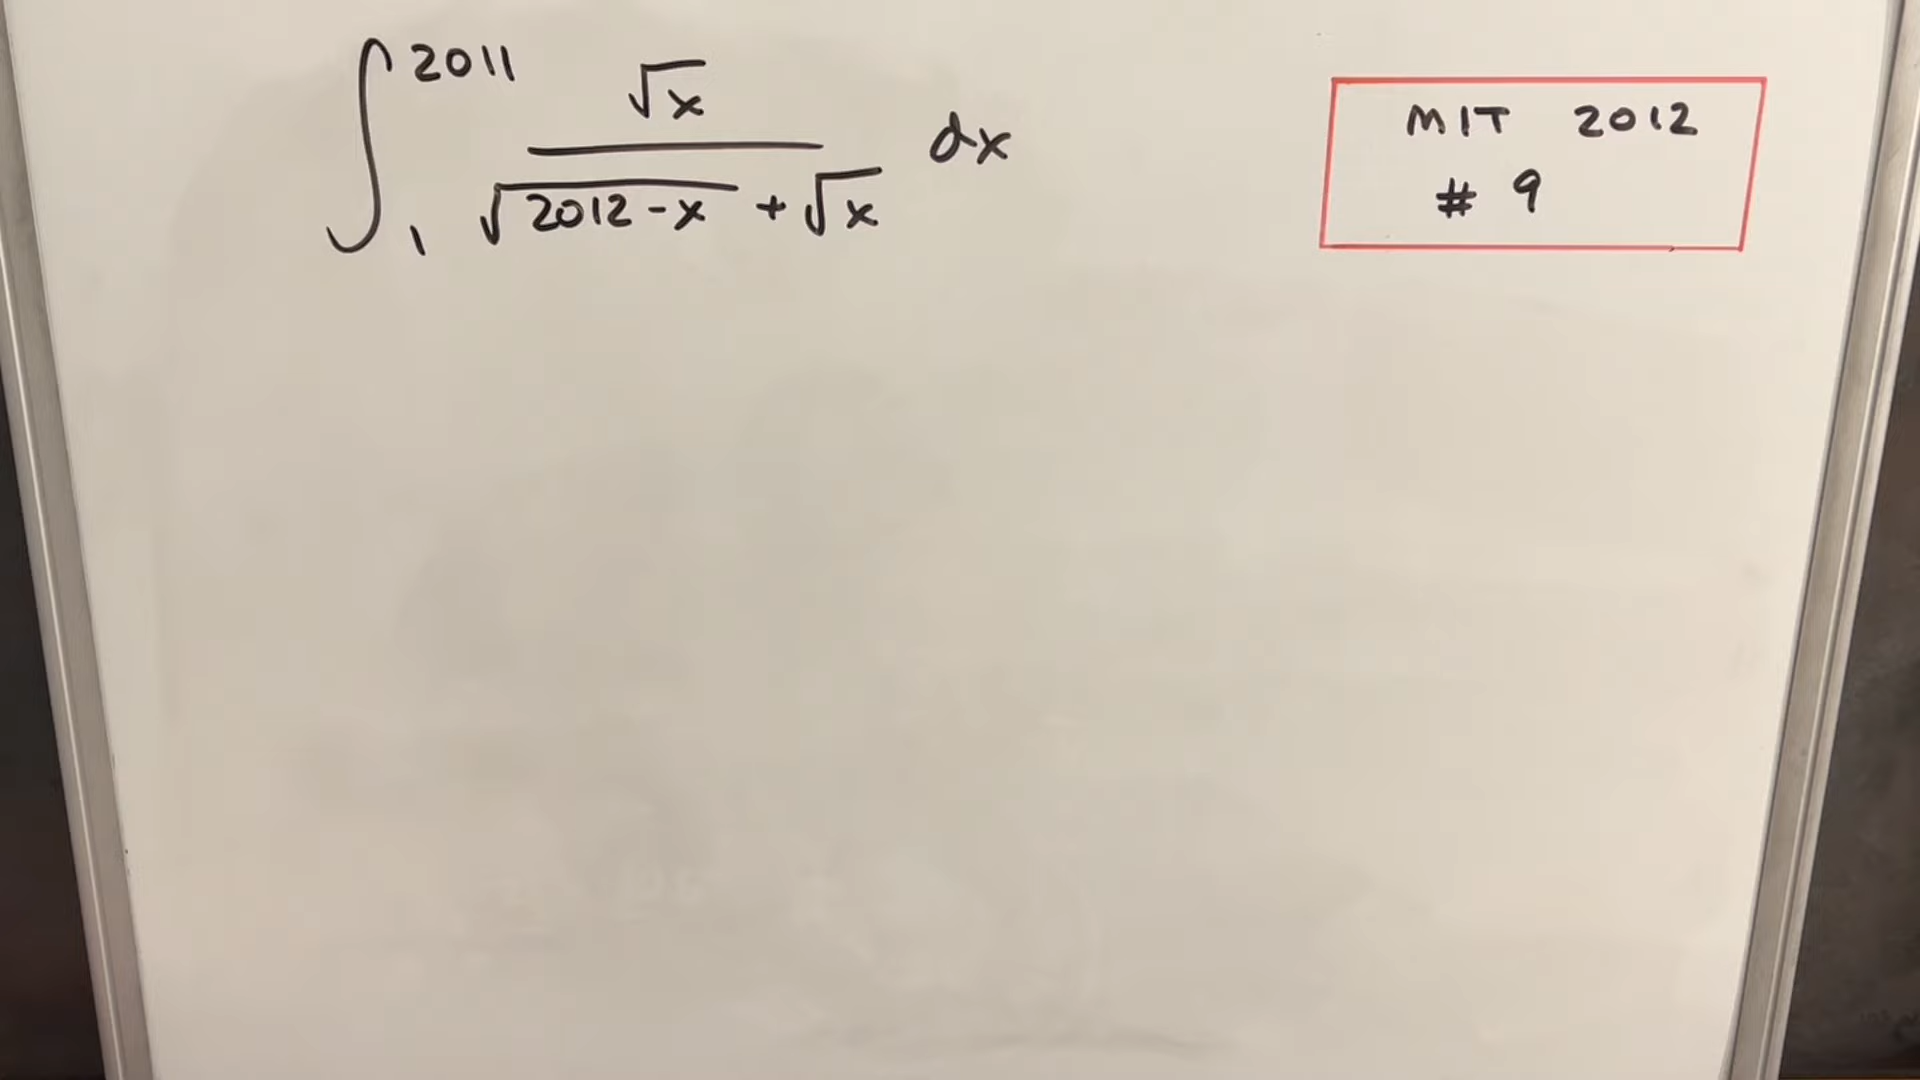 ∫₁²⁰¹¹ √x / (√(2012-x) + √x) dx
MIT 2012
# 9